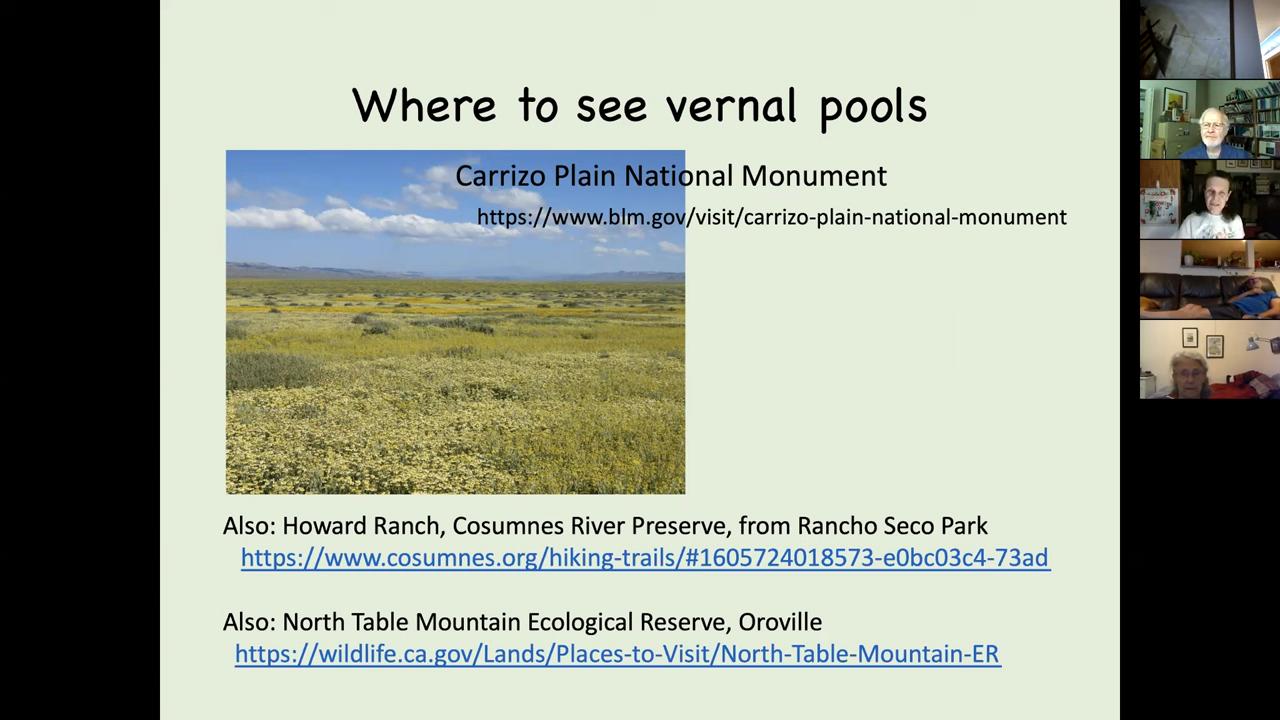 Where to see vernal pools
Carrizo Plain National Monument
https://www.blm.gov/visit/carrizo-plain-national-monument
Also: Howard Ranch, Cosumnes River Preserve, from Rancho Seco Park
https://www.cosumnes.org/hiking-trails/#1605724018573-e0bc03c4-73ad
Also: North Table Mountain Ecological Reserve, Oroville
https://wildlife.ca.gov/Lands/Places-to-Visit/North-Table-Mountain-ER